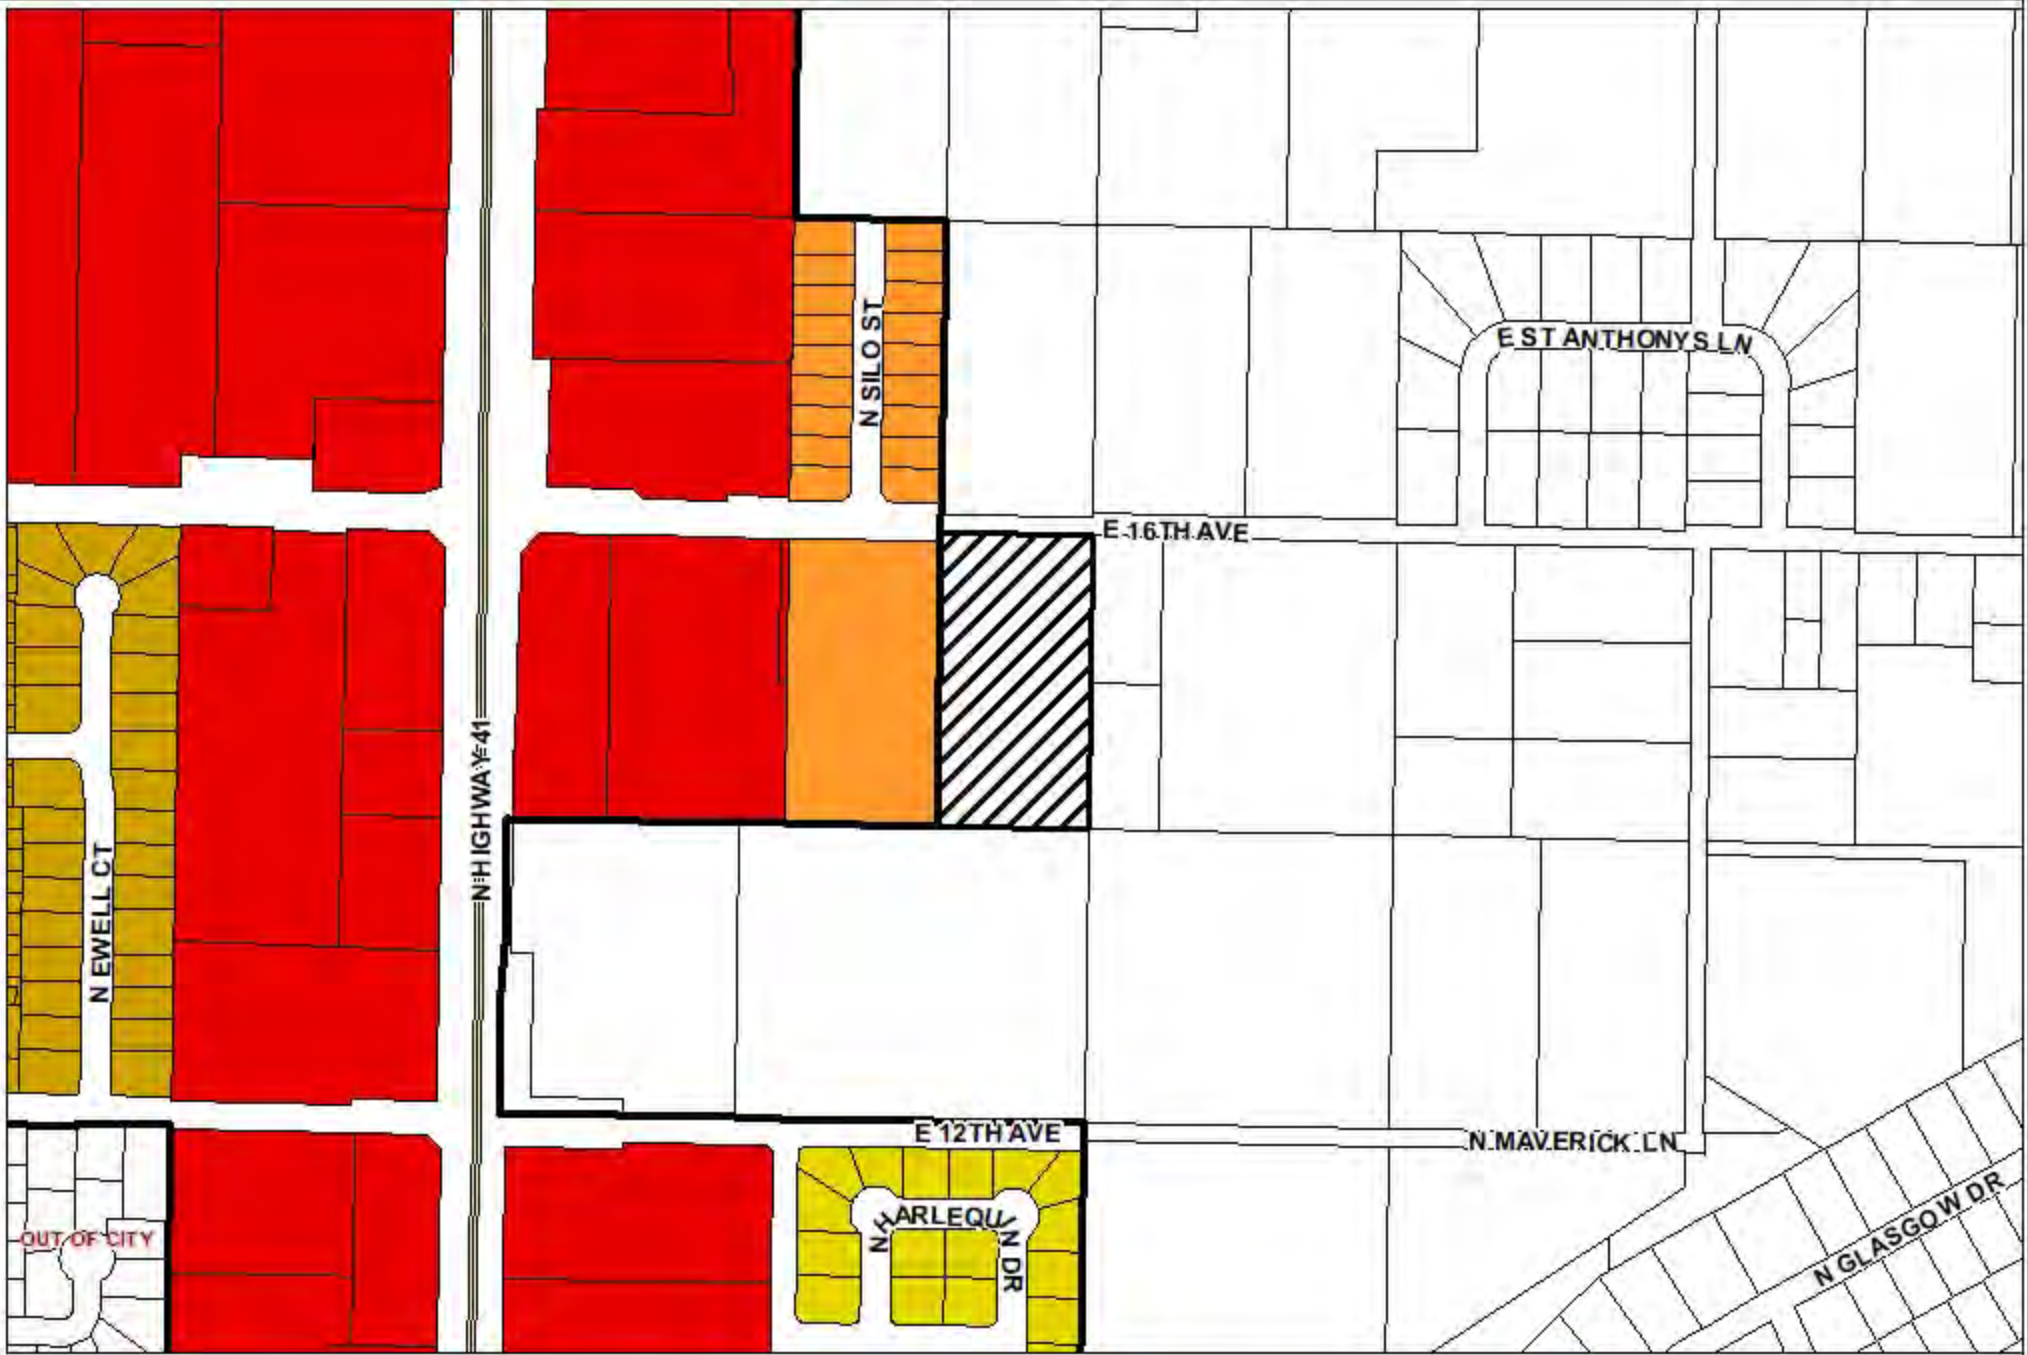 N SILO ST
E ST ANTHONYS LN
E 16TH AVE
N HIGHWAY 41
N EWELL CT
E 12TH AVE
N MAVERICK LN
N HARLEQUIN DR
OUT OF CITY
N GLASGOW DR